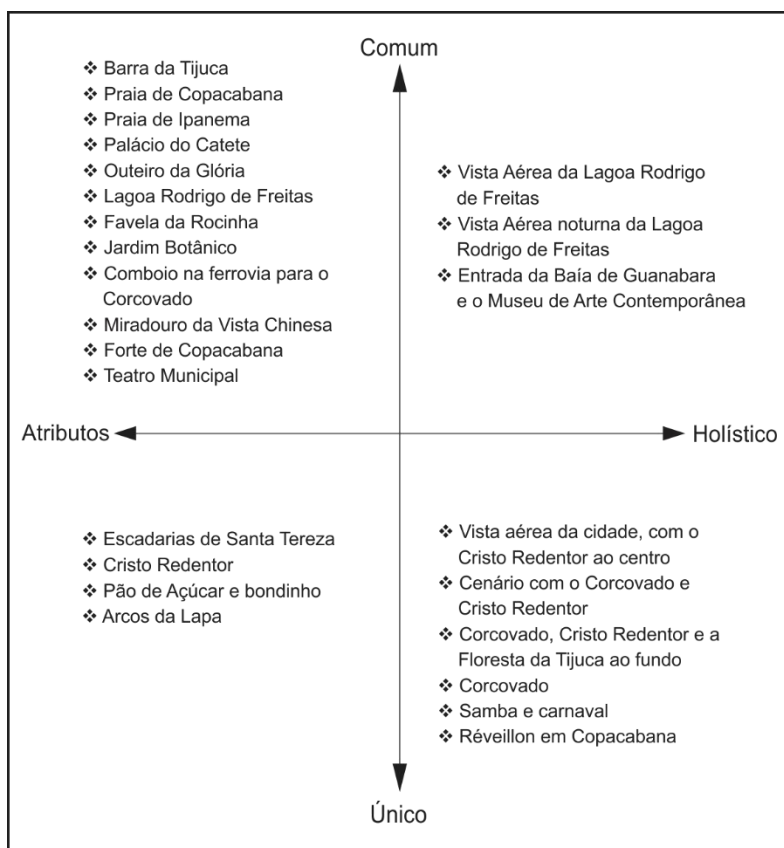 Comum
❖ Barra da Tijuca
❖ Praia de Copacabana
❖ Praia de Ipanema
❖ Palácio do Catete
❖ Outeiro da Glória
❖ Lagoa Rodrigo de Freitas
❖ Favela da Rocinha
❖ Jardim Botânico
❖ Comboio na ferrovia para o
Corcovado
❖ Miradouro da Vista Chinesa
❖ Forte de Copacabana
❖ Teatro Municipal
❖ Vista Aérea da Lagoa Rodrigo
de Freitas
❖ Vista Aérea noturna da Lagoa
Rodrigo de Freitas
❖ Entrada da Baía de Guanabara
e o Museu de Arte Contemporânea
Atributos
Holístico
❖ Escadarias de Santa Tereza
❖ Cristo Redentor
❖ Pão de Açúcar e bondinho
❖ Arcos da Lapa
❖ Vista aérea da cidade, com o
Cristo Redentor ao centro
❖ Cenário com o Corcovado e
Cristo Redentor
❖ Corcovado, Cristo Redentor e a
Floresta da Tijuca ao fundo
❖ Corcovado
❖ Samba e carnaval
❖ Réveillon em Copacabana
Único